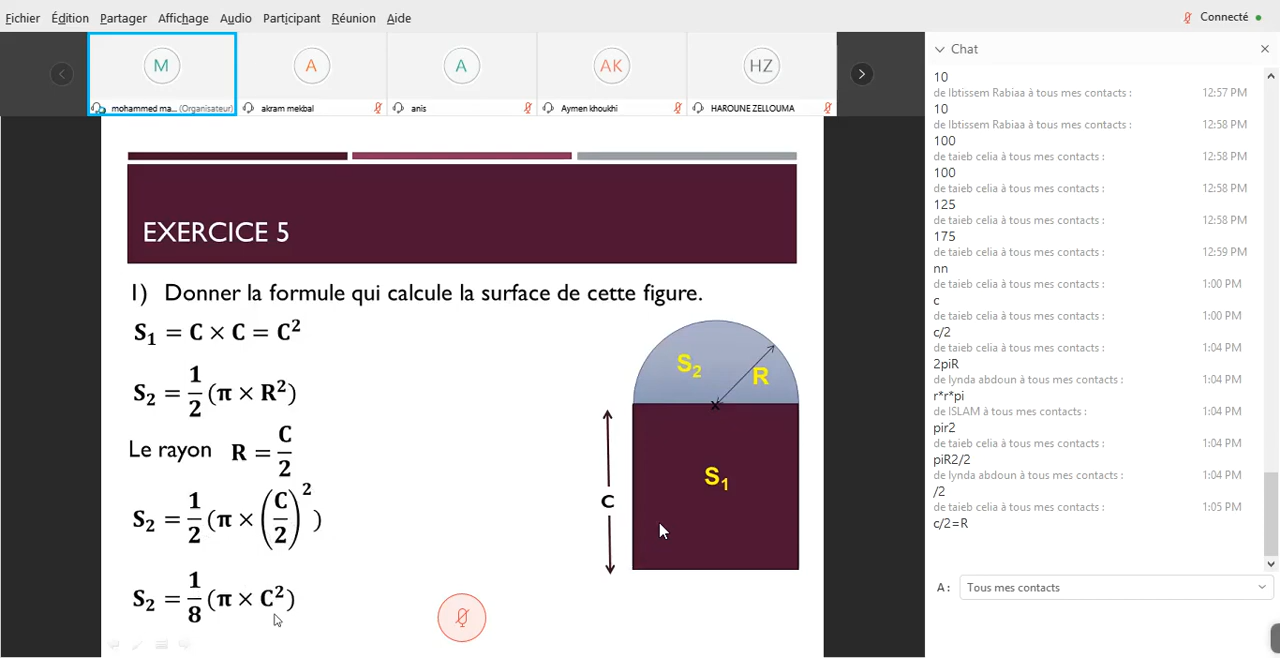 Fichier Édition Partager Affichage Audio Participant Réunion Aide
Connecté
M A A AK HZ
mohammed ma... (Organisateur) akram mekbal anis Aymen khoukhi HAROUNE ZELLOUMA
EXERCICE 5
1) Donner la formule qui calcule la surface de cette figure.
S₁ = C × C = C²
S₂ = 1/2 (π × R²)
Le rayon R = C/2
S₂ = 1/2 (π × (C/2)²)
S₂ = 1/8 (π × C²)
S₂
R
S₁
C
Chat
10
de Ibtissem Rabiaa à tous mes contacts : 12:57 PM
10
de Ibtissem Rabiaa à tous mes contacts : 12:58 PM
100
de taieb celia à tous mes contacts : 12:58 PM
100
de taieb celia à tous mes contacts : 12:58 PM
125
de taieb celia à tous mes contacts : 12:58 PM
175
de taieb celia à tous mes contacts : 12:59 PM
nn
de taieb celia à tous mes contacts : 1:00 PM
c
de taieb celia à tous mes contacts : 1:00 PM
c/2
de taieb celia à tous mes contacts : 1:04 PM
2piR
de lynda abdoun à tous mes contacts : 1:04 PM
r*r*pi
de ISLAM à tous mes contacts : 1:04 PM
pir2
de taieb celia à tous mes contacts : 1:04 PM
piR2/2
de lynda abdoun à tous mes contacts : 1:04 PM
/2
de taieb celia à tous mes contacts : 1:05 PM
c/2=R
A : Tous mes contacts